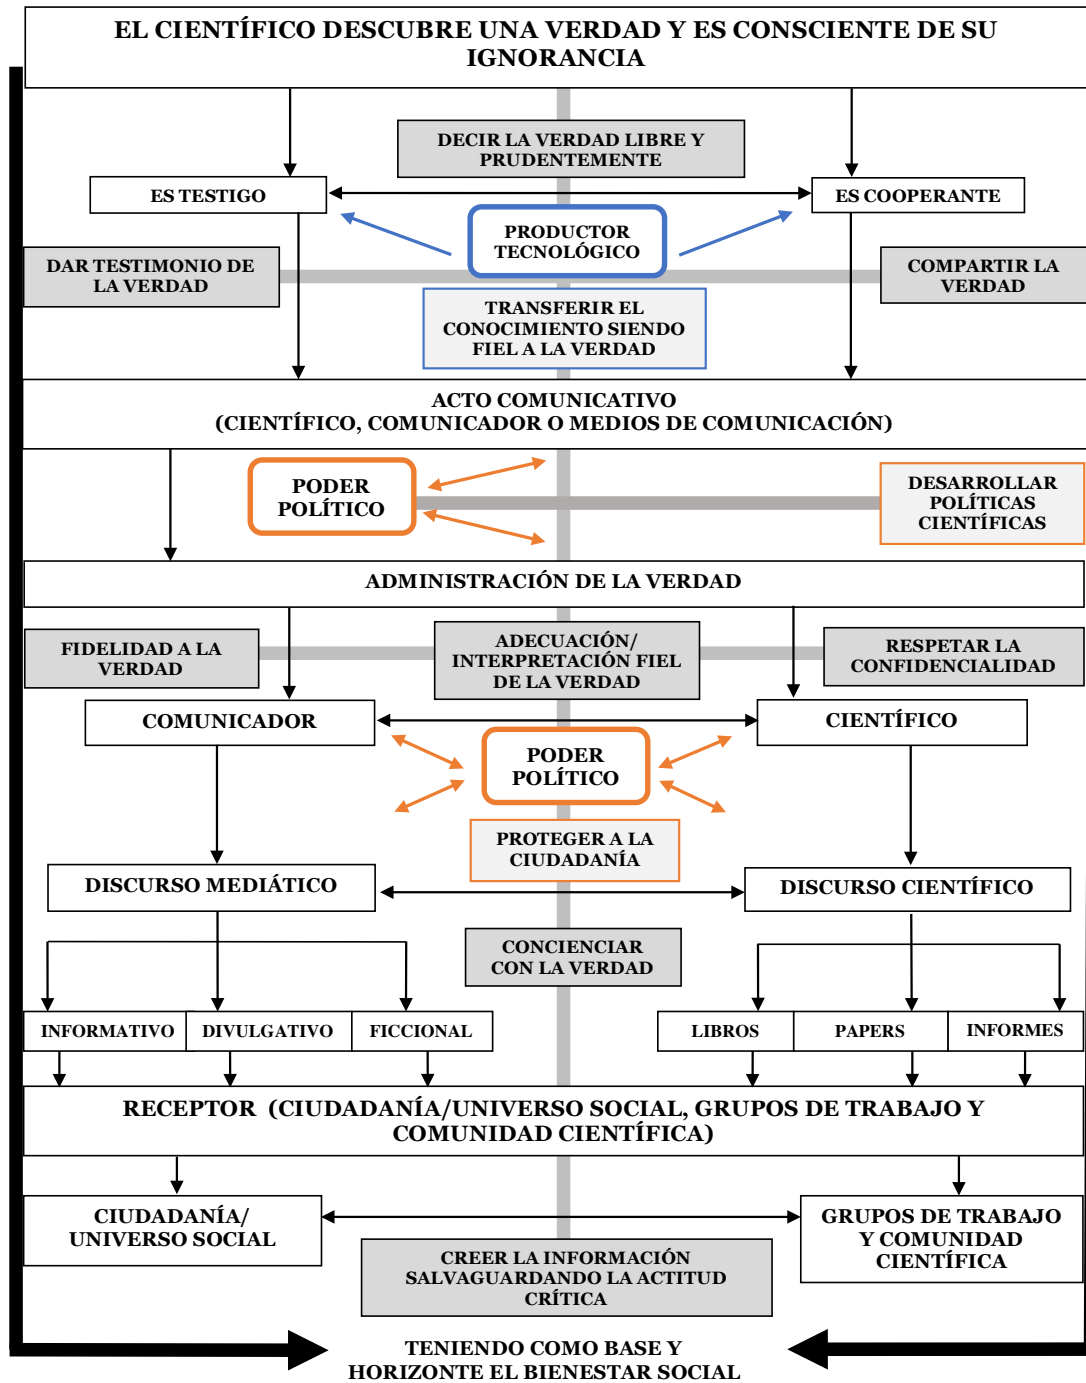 EL CIENTÍFICO DESCUBRE UNA VERDAD Y ES CONSCIENTE DE SU
IGNORANCIA
DECIR LA VERDAD LIBRE Y
PRUDENTEMENTE
ES TESTIGO
ES COOPERANTE
PRODUCTOR
TECNOLÓGICO
DAR TESTIMONIO DE
LA VERDAD
COMPARTIR LA
VERDAD
TRANSFERIR EL
CONOCIMIENTO SIENDO
FIEL A LA VERDAD
ACTO COMUNICATIVO
(CIENTÍFICO, COMUNICADOR O MEDIOS DE COMUNICACIÓN)
PODER
POLÍTICO
DESARROLLAR
POLÍTICAS
CIENTÍFICAS
ADMINISTRACIÓN DE LA VERDAD
FIDELIDAD A LA
VERDAD
ADECUACIÓN/
INTERPRETACIÓN FIEL
DE LA VERDAD
RESPETAR LA
CONFIDENCIALIDAD
COMUNICADOR
CIENTÍFICO
PODER
POLÍTICO
PROTEGER A LA
CIUDADANÍA
DISCURSO MEDIÁTICO
DISCURSO CIENTÍFICO
CONCIENCIAR
CON LA VERDAD
INFORMATIVO
DIVULGATIVO
FICCIONAL
LIBROS
PAPERS
INFORMES
RECEPTOR (CIUDADANÍA/UNIVERSO SOCIAL, GRUPOS DE TRABAJO Y
COMUNIDAD CIENTÍFICA)
CIUDADANÍA/
UNIVERSO SOCIAL
GRUPOS DE TRABAJO
Y COMUNIDAD
CIENTÍFICA
CREER LA INFORMACIÓN
SALVAGUARDANDO LA ACTITUD
CRÍTICA
TENIENDO COMO BASE Y
HORIZONTE EL BIENESTAR SOCIAL